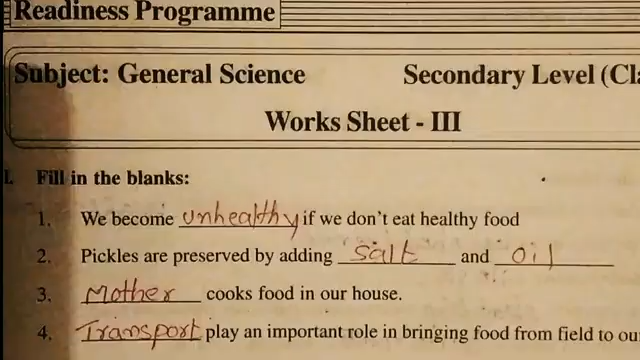 Readiness Programme
Subject: General Science Secondary Level (Cla
Works Sheet - III
I. Fill in the blanks:
1. We become unhealthy if we don't eat healthy food
2. Pickles are preserved by adding salt and oil
3. Mother cooks food in our house.
4. Transport play an important role in bringing food from field to ou